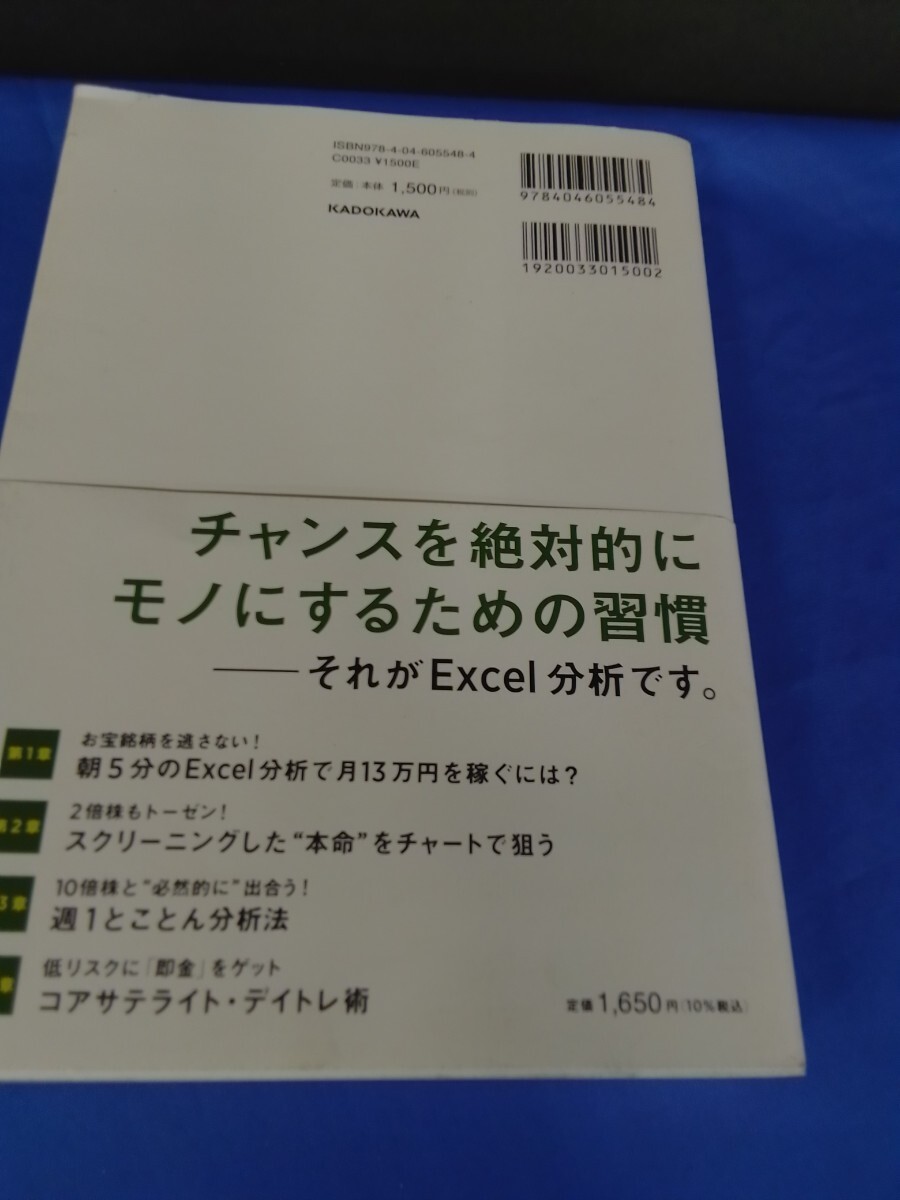 ISBN978-4-04-605548-4
C0033 ¥1500E
定価:本体 1,500円(税別)
KADOKAWA
9784046055484
1920033015002
チャンスを絶対的に
モノにするための習慣
――それがExcel分析です。
第1章
お宝銘柄を逃さない!
朝5分のExcel分析で月13万円を稼ぐには?
第2章
2倍株もトーゼン!
スクリーニングした“本命”をチャートで狙う
3章
10倍株と“必然的に”出合う!
週1とことん分析法
章
低リスクに「即金」をゲット
コアサテライト・デイトレ術
定価1,650円(10%税込)